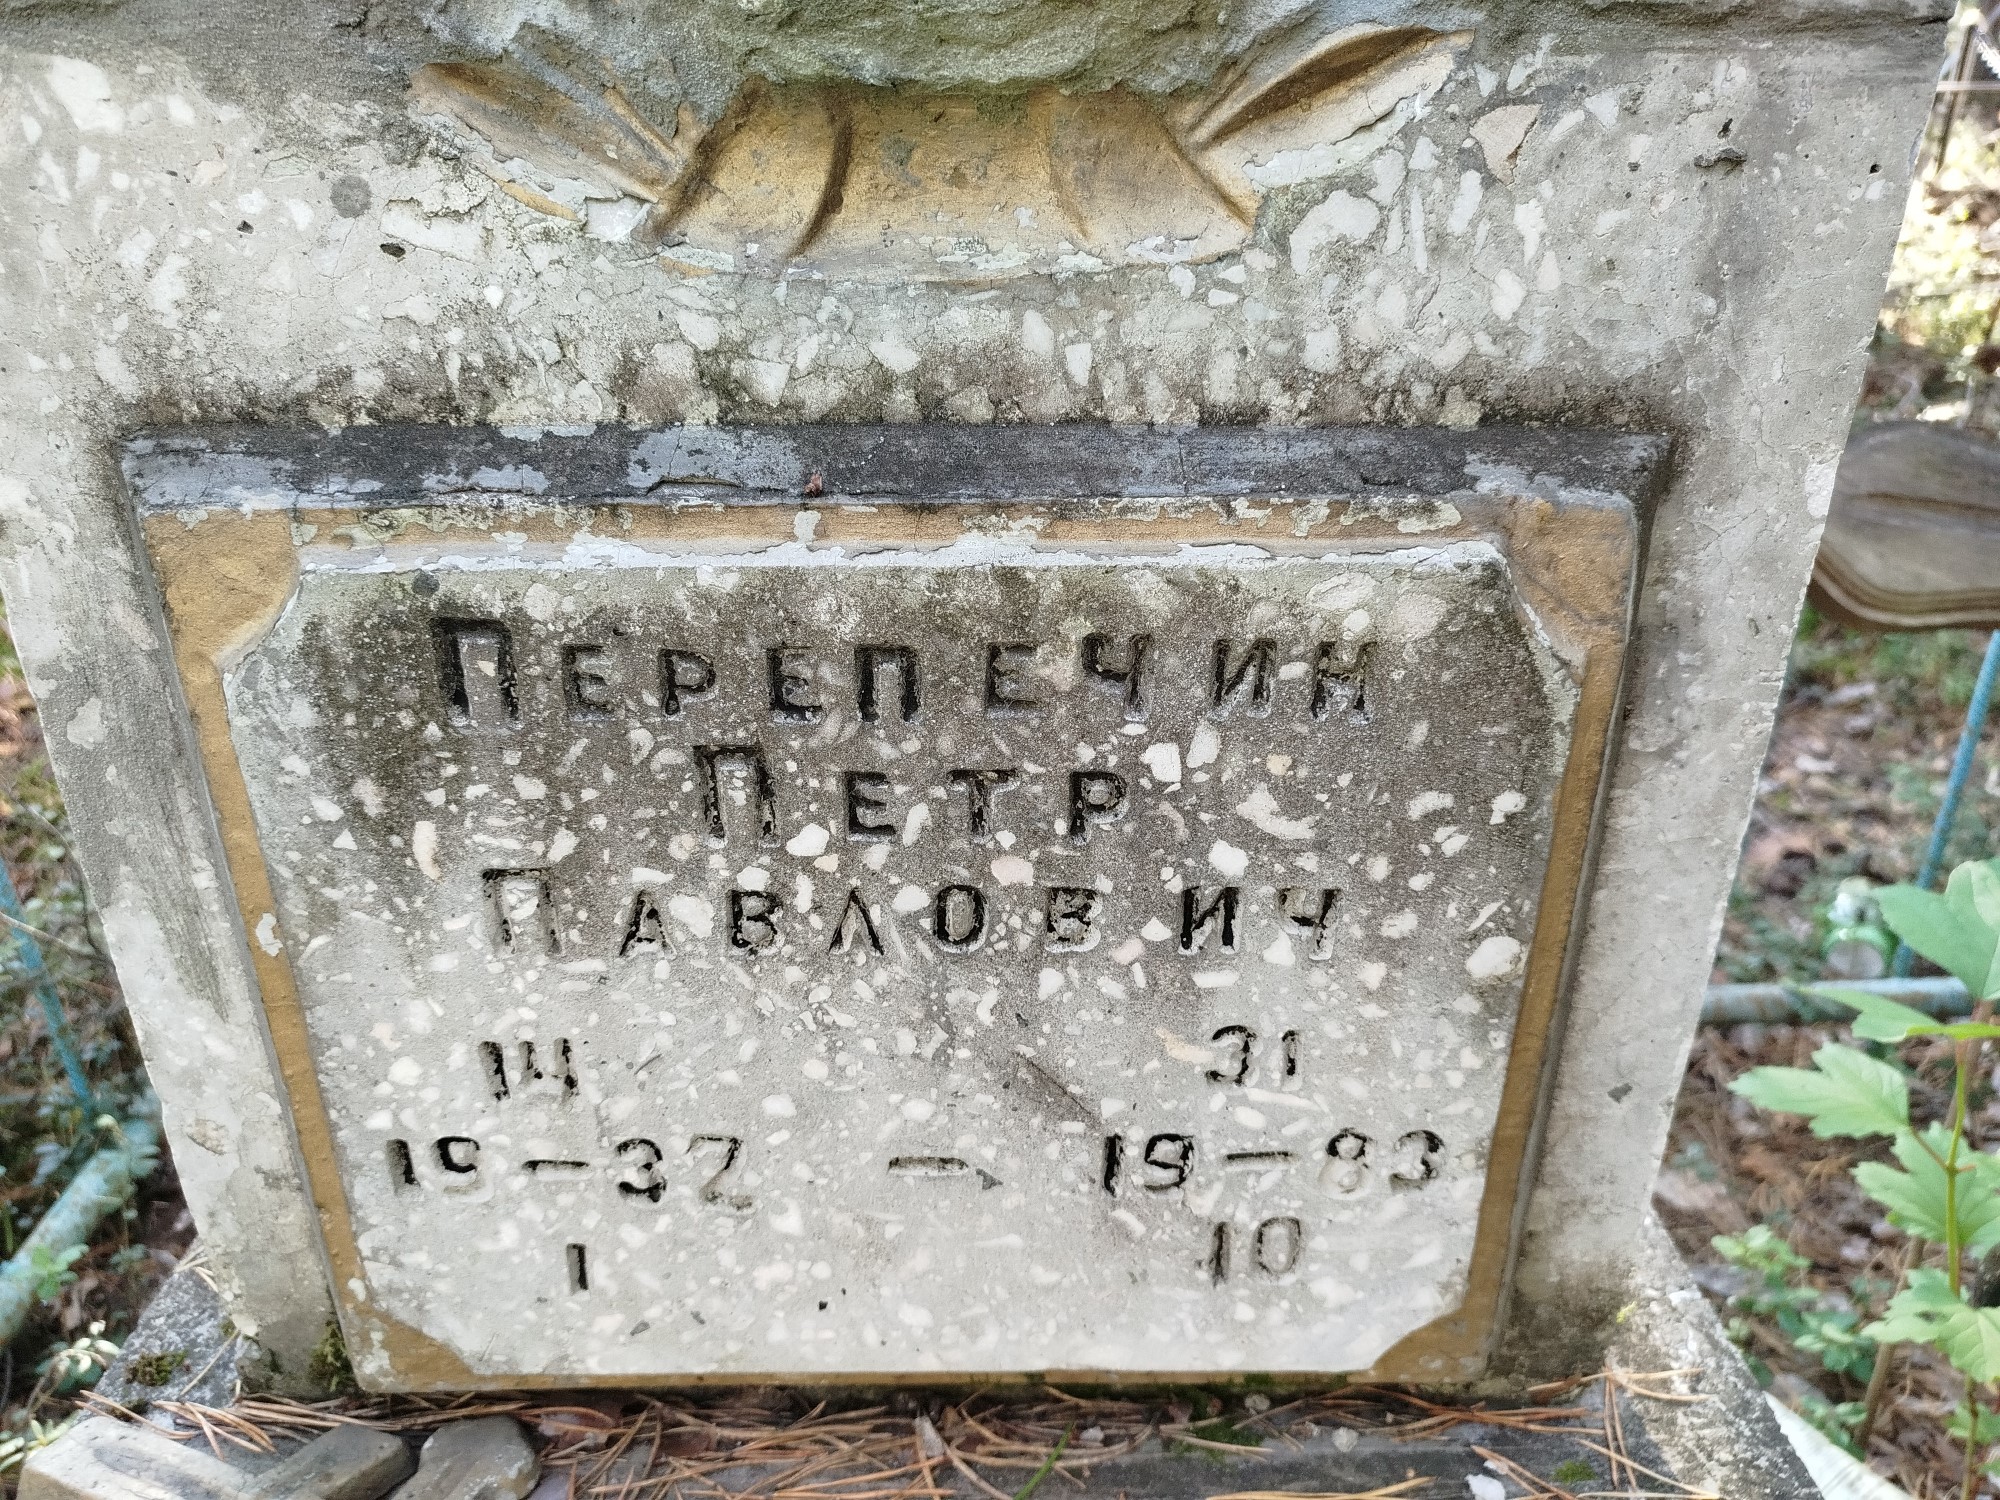 Перепечин
Петр
Павлович
14 31
19-32 - 19-83
1 10